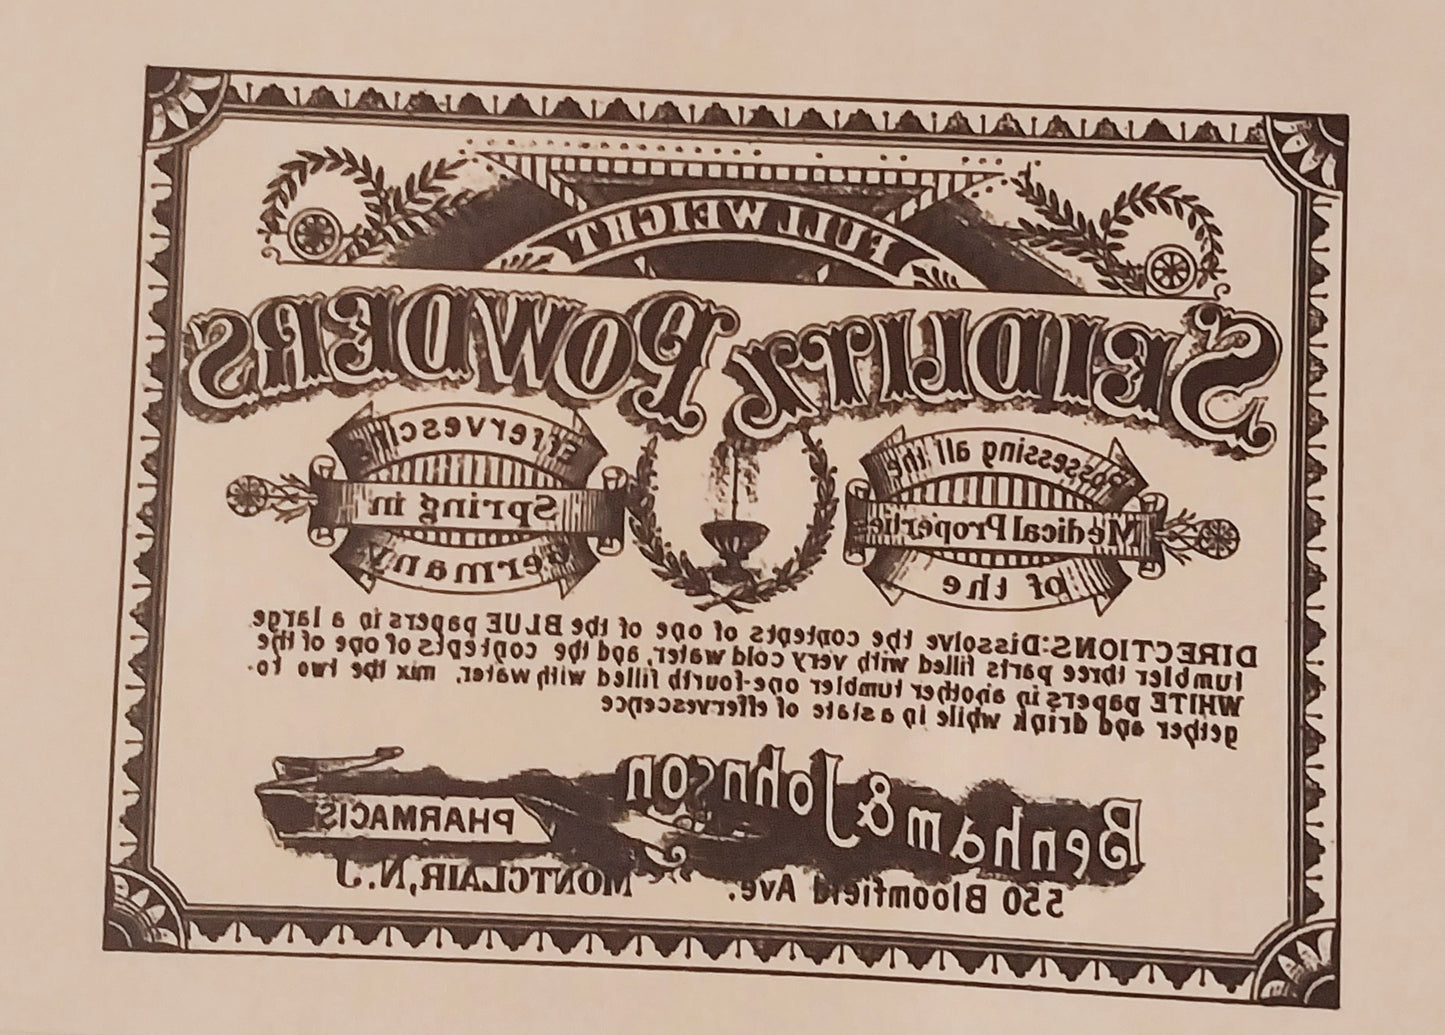 FULL WEIGHT
SEIDLITZ POWDERS
Possessing all the
Medical Properties
of the
Effervescin
Spring in
Germany
DIRECTIONS:Dissolve the contents of one of the BLUE papers in a large
tumbler three parts filled with very cold water, and the contents of one of the
WHITE papers in another tumbler one-fourth filled with water, mix the two to-
gether and drink while in a state of effervescence
Benham & Johnson
PHARMACIS
550 Bloomfield Ave.
MONTCLAIR, N.J